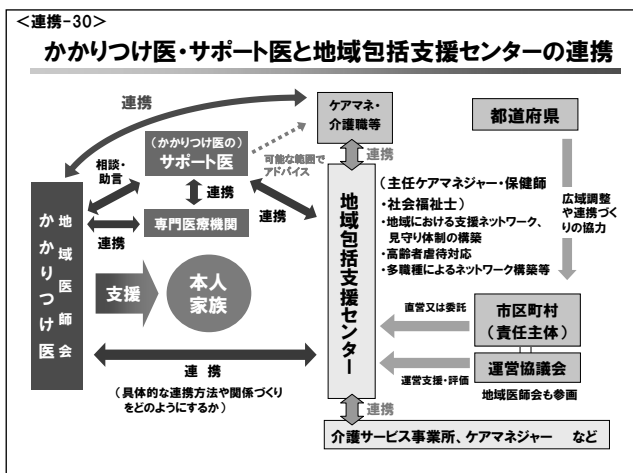 ＜連携-30＞
かかりつけ医・サポート医と地域包括支援センターの連携
連携
ケアマネ・
介護職等
都道府県
（かかりつけ医の）
サポート医
可能な範囲で
アドバイス
相談・
助言
連携
連携
専門医療機関
連携
連携
かかりつけ医
地域医師会
支援
本人
家族
地域包括支援センター
（主任ケアマネジャー・保健師
・社会福祉士）
・地域における支援ネットワーク、
見守り体制の構築
・高齢者虐待対応
・多職種によるネットワーク構築等
広域調整
や連携づく
りの協力
直営又は委託
市区町村
（責任主体）
運営支援・評価
運営協議会
地域医師会も参画
連 携
（具体的な連携方法や関係づくり
をどのようにするか）
連携
介護サービス事業所、ケアマネジャー など